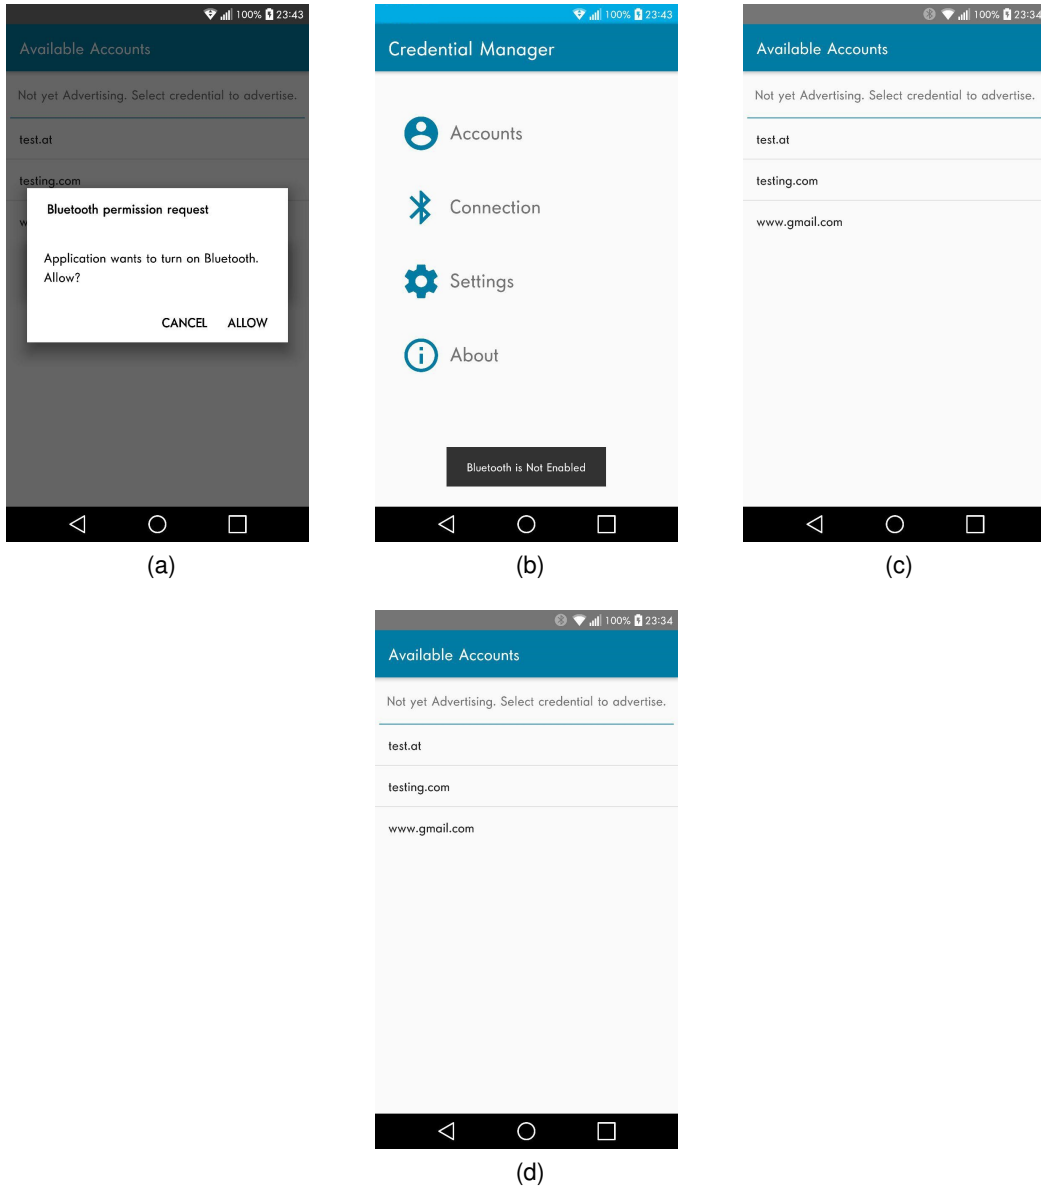 100% 23:43
Available Accounts
Not yet Advertising. Select credential to advertise.
test.at
testing.com
w
Bluetooth permission request
Application wants to turn on Bluetooth.
Allow?
CANCEL ALLOW
(a)
100% 23:43
Credential Manager
Accounts
Connection
Settings
About
Bluetooth is Not Enabled
(b)
100% 23:34
Available Accounts
Not yet Advertising. Select credential to advertise.
test.at
testing.com
www.gmail.com
(c)
100% 23:34
Available Accounts
Not yet Advertising. Select credential to advertise.
test.at
testing.com
www.gmail.com
(d)